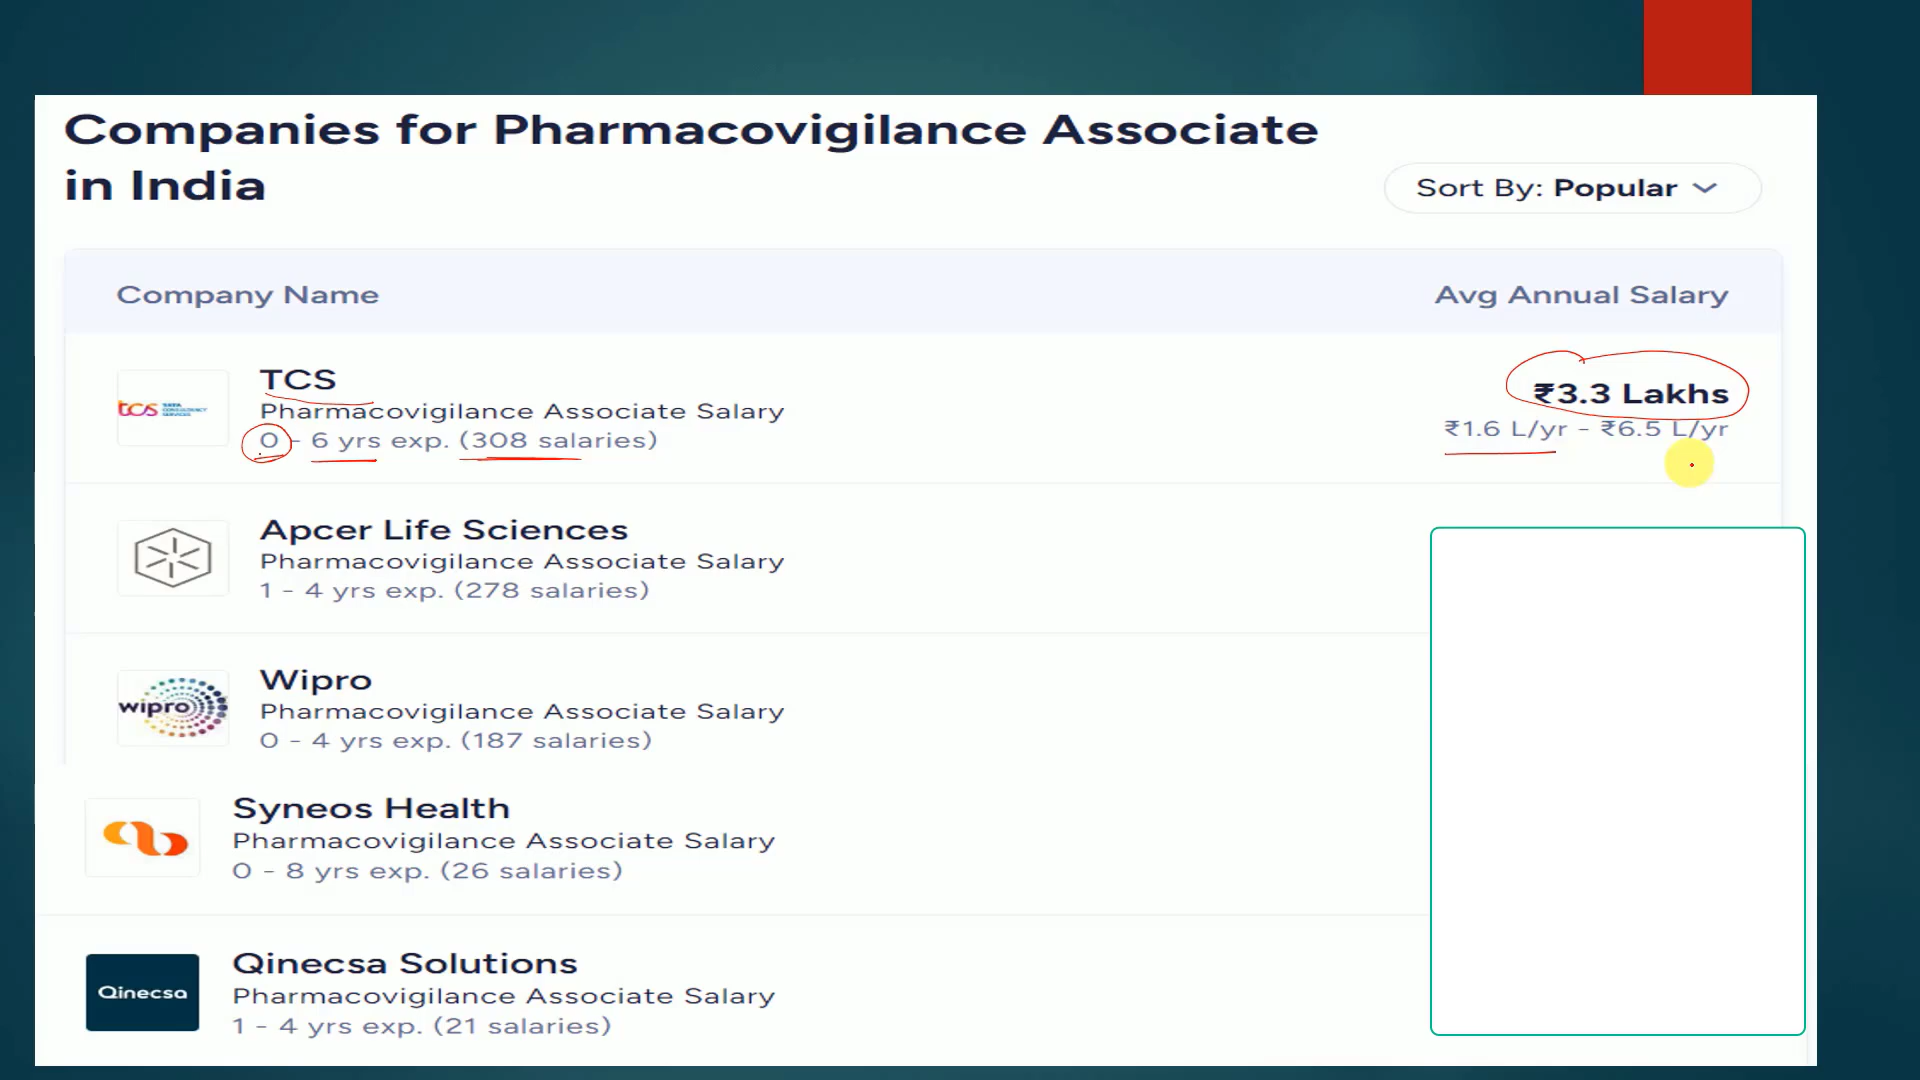 Companies for Pharmacovigilance Associate
in India
Sort By: Popular
Company Name
Avg Annual Salary
tcs TATA CONSULTANCY SERVICES
TCS
Pharmacovigilance Associate Salary
0 - 6 yrs exp. (308 salaries)
₹3.3 Lakhs
₹1.6 L/yr - ₹6.5 L/yr
Apcer Life Sciences
Pharmacovigilance Associate Salary
1 - 4 yrs exp. (278 salaries)
wipro
Wipro
Pharmacovigilance Associate Salary
0 - 4 yrs exp. (187 salaries)
Syneos Health
Pharmacovigilance Associate Salary
0 - 8 yrs exp. (26 salaries)
Qinecsa
Qinecsa Solutions
Pharmacovigilance Associate Salary
1 - 4 yrs exp. (21 salaries)